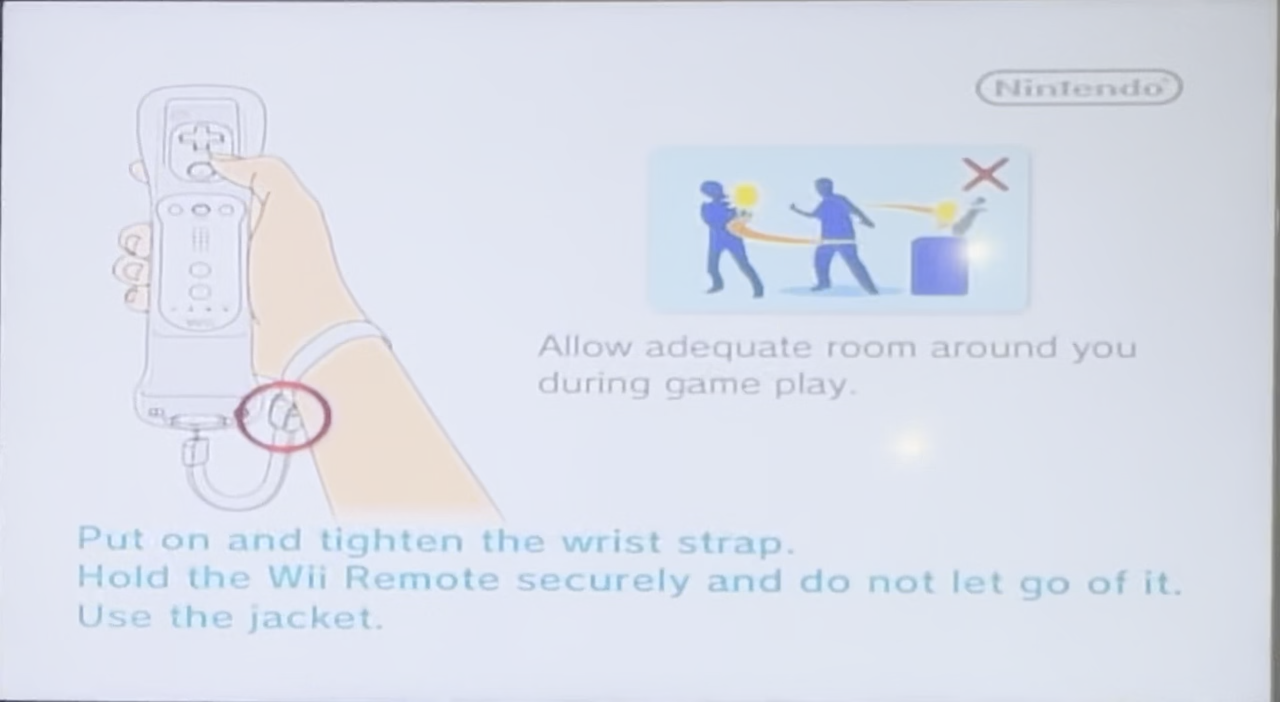 Nintendo
Allow adequate room around you
during game play.
Put on and tighten the wrist strap.
Hold the Wii Remote securely and do not let go of it.
Use the jacket.